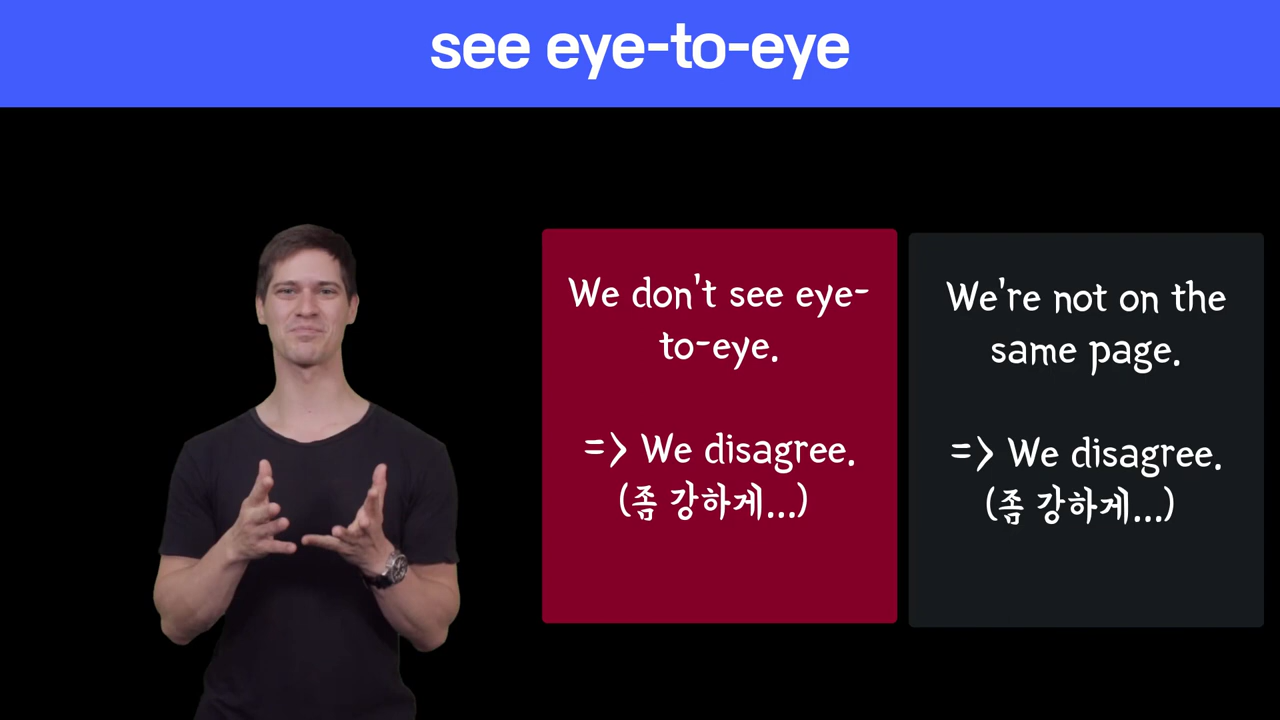 see eye-to-eye
We don't see eye-
to-eye.
=> We disagree.
(좀 강하게...)
We're not on the
same page.
=> We disagree.
(좀 강하게...)